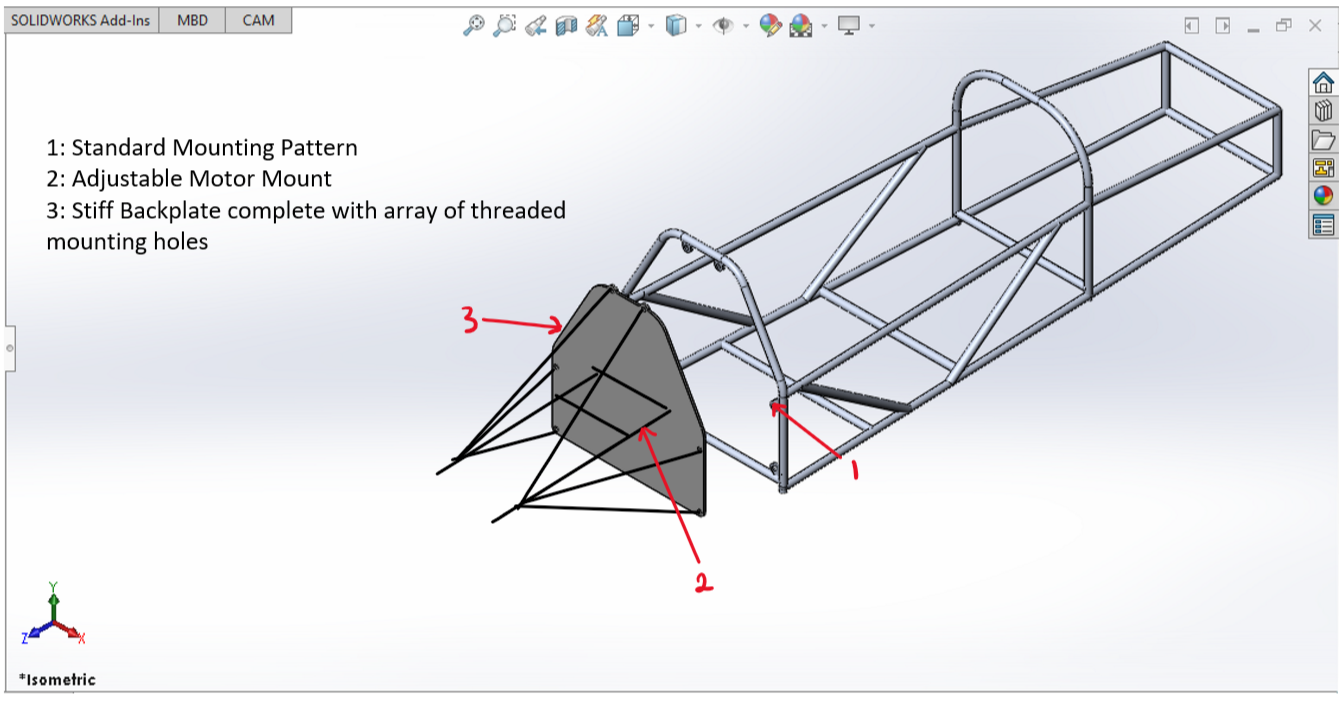 SOLIDWORKS Add-Ins MBD CAM
1: Standard Mounting Pattern
2: Adjustable Motor Mount
3: Stiff Backplate complete with array of threaded
mounting holes
3
1
2
Y
Z X
*Isometric